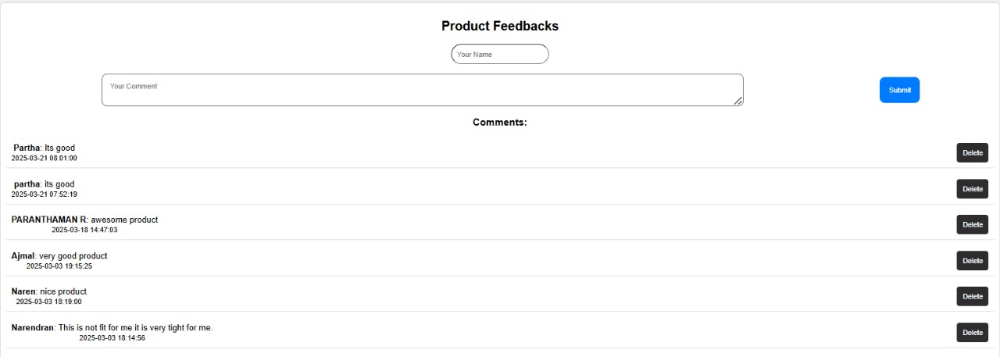 Product Feedbacks
Your Name
Your Comment
Submit
Comments:
Partha: Its good
2025-03-21 08:01:00
Delete
partha: its good
2025-03-21 07:52:19
Delete
PARANTHAMAN R: awesome product
2025-03-18 14:47:03
Delete
Ajmal: very good product
2025-03-03 19:15:25
Delete
Naren: nice product
2025-03-03 18:19:00
Delete
Narendran: This is not fit for me it is very tight for me.
2025-03-03 18:14:56
Delete